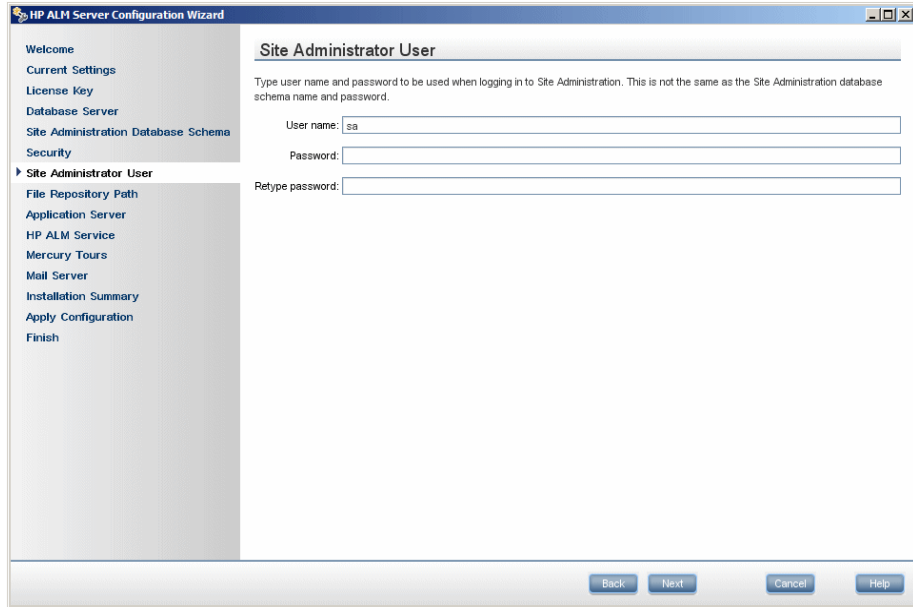 HP ALM Server Configuration Wizard
Welcome
Current Settings
License Key
Database Server
Site Administration Database Schema
Security
Site Administrator User
File Repository Path
Application Server
HP ALM Service
Mercury Tours
Mail Server
Installation Summary
Apply Configuration
Finish
Site Administrator User
Type user name and password to be used when logging in to Site Administration. This is not the same as the Site Administration database
schema name and password.
User name: sa
Password:
Retype password:
Back Next Cancel Help